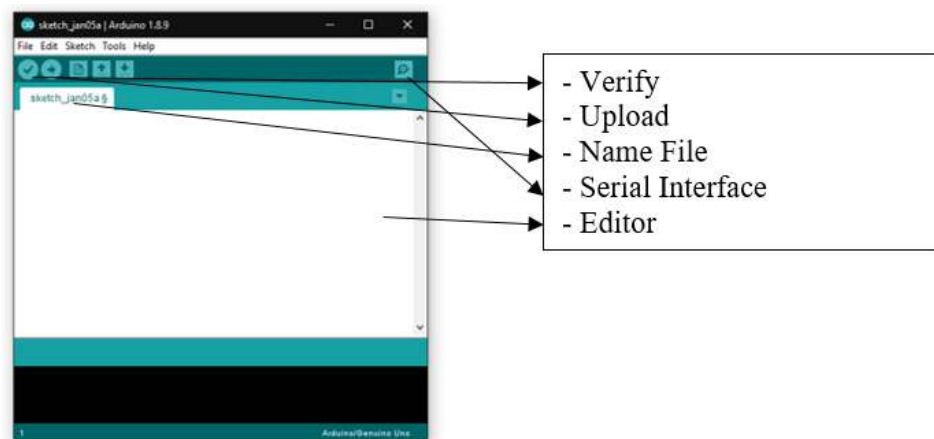 sketch_jan05a | Arduino 1.8.9
File Edit Sketch Tools Help
sketch_jan05a §
- Verify
- Upload
- Name File
- Serial Interface
- Editor
1
Arduino/Genuino Uno